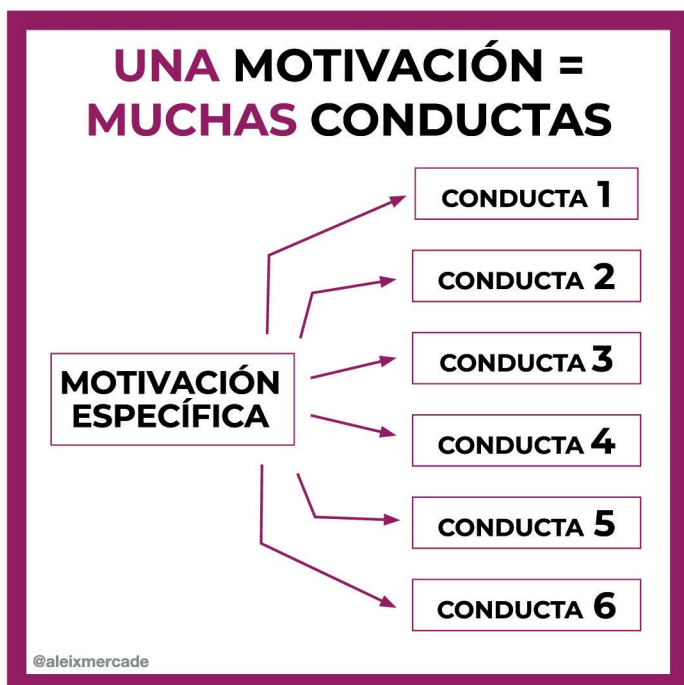 UNA MOTIVACIÓN =
MUCHAS CONDUCTAS
CONDUCTA 1
CONDUCTA 2
CONDUCTA 3
MOTIVACIÓN
ESPECÍFICA
CONDUCTA 4
CONDUCTA 5
CONDUCTA 6
@aleixmercade